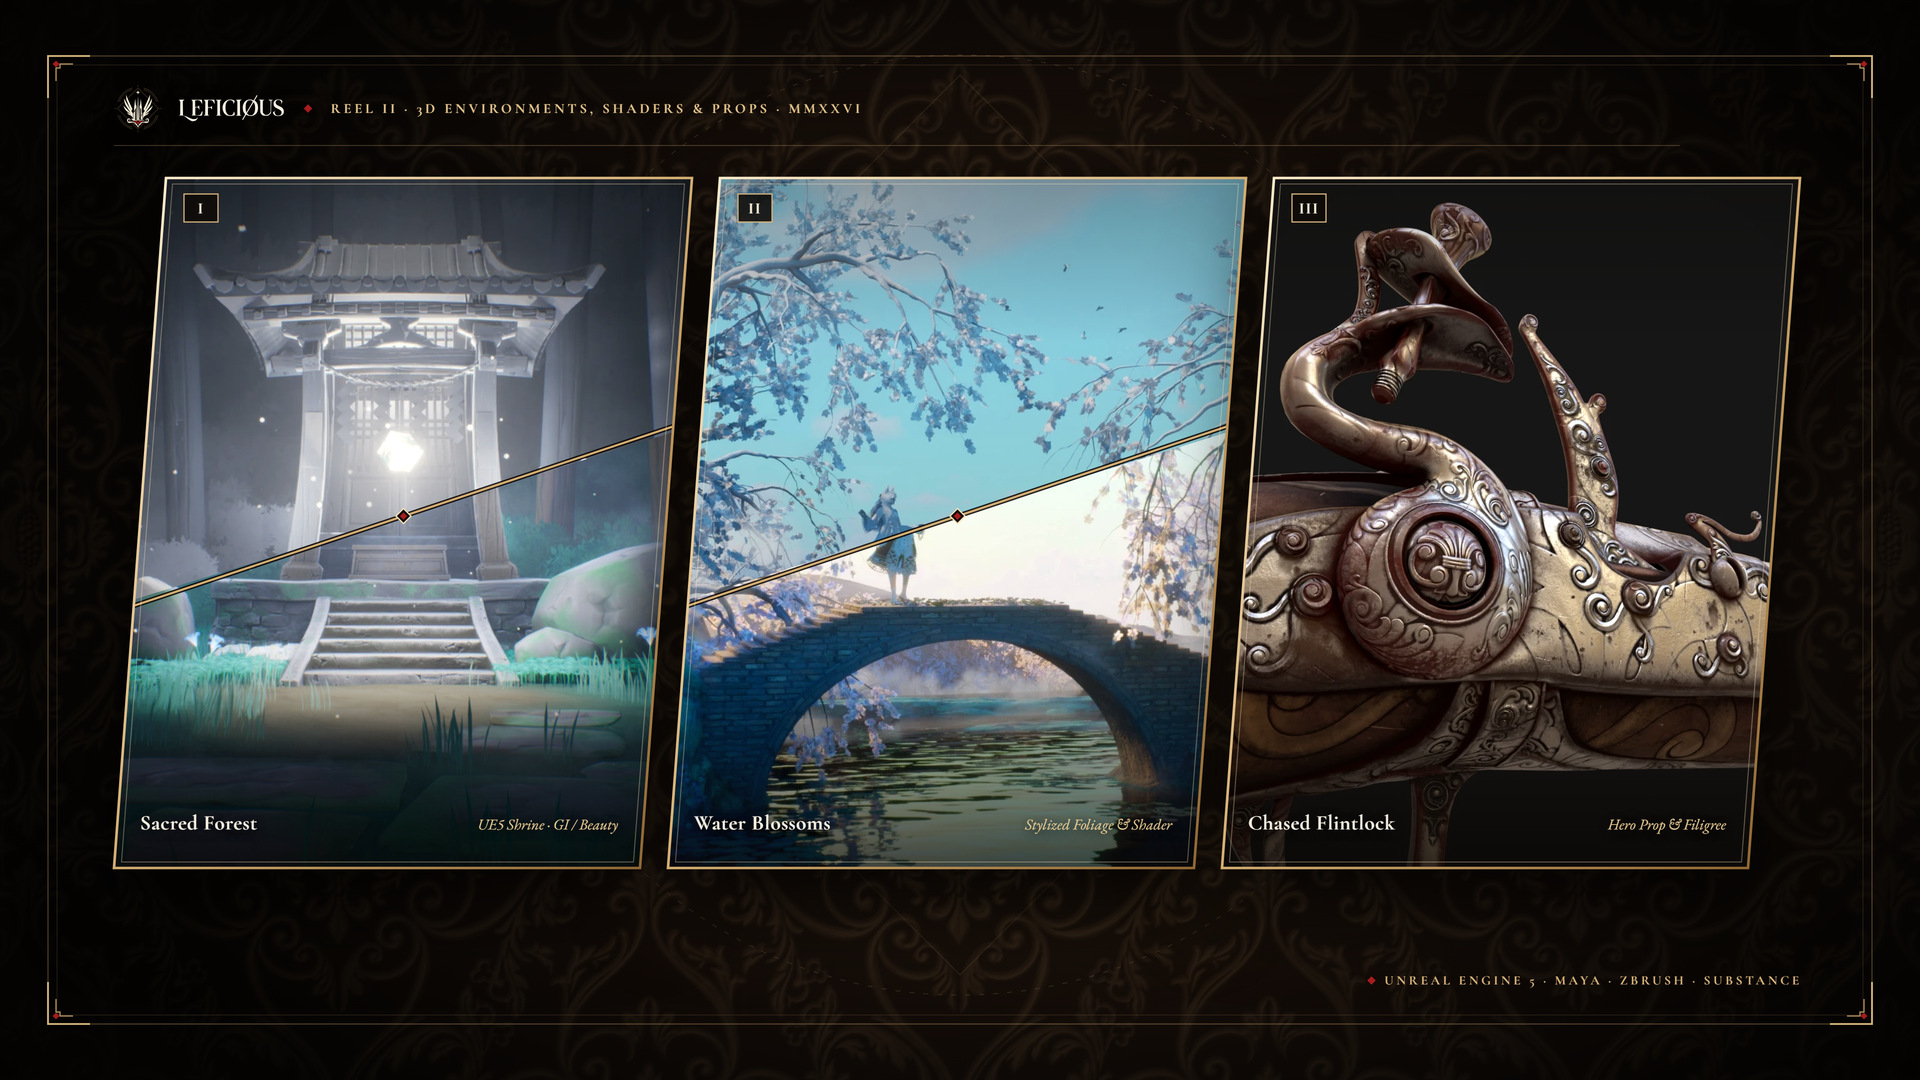 LEFICIØUS ◆ REEL II · 3D ENVIRONMENTS, SHADERS & PROPS · MMXXVI
I
II
III
Sacred Forest
UE5 Shrine · GI / Beauty
Water Blossoms
Stylized Foliage & Shader
Chased Flintlock
Hero Prop & Filigree
◆ UNREAL ENGINE 5 · MAYA · ZBRUSH · SUBSTANCE